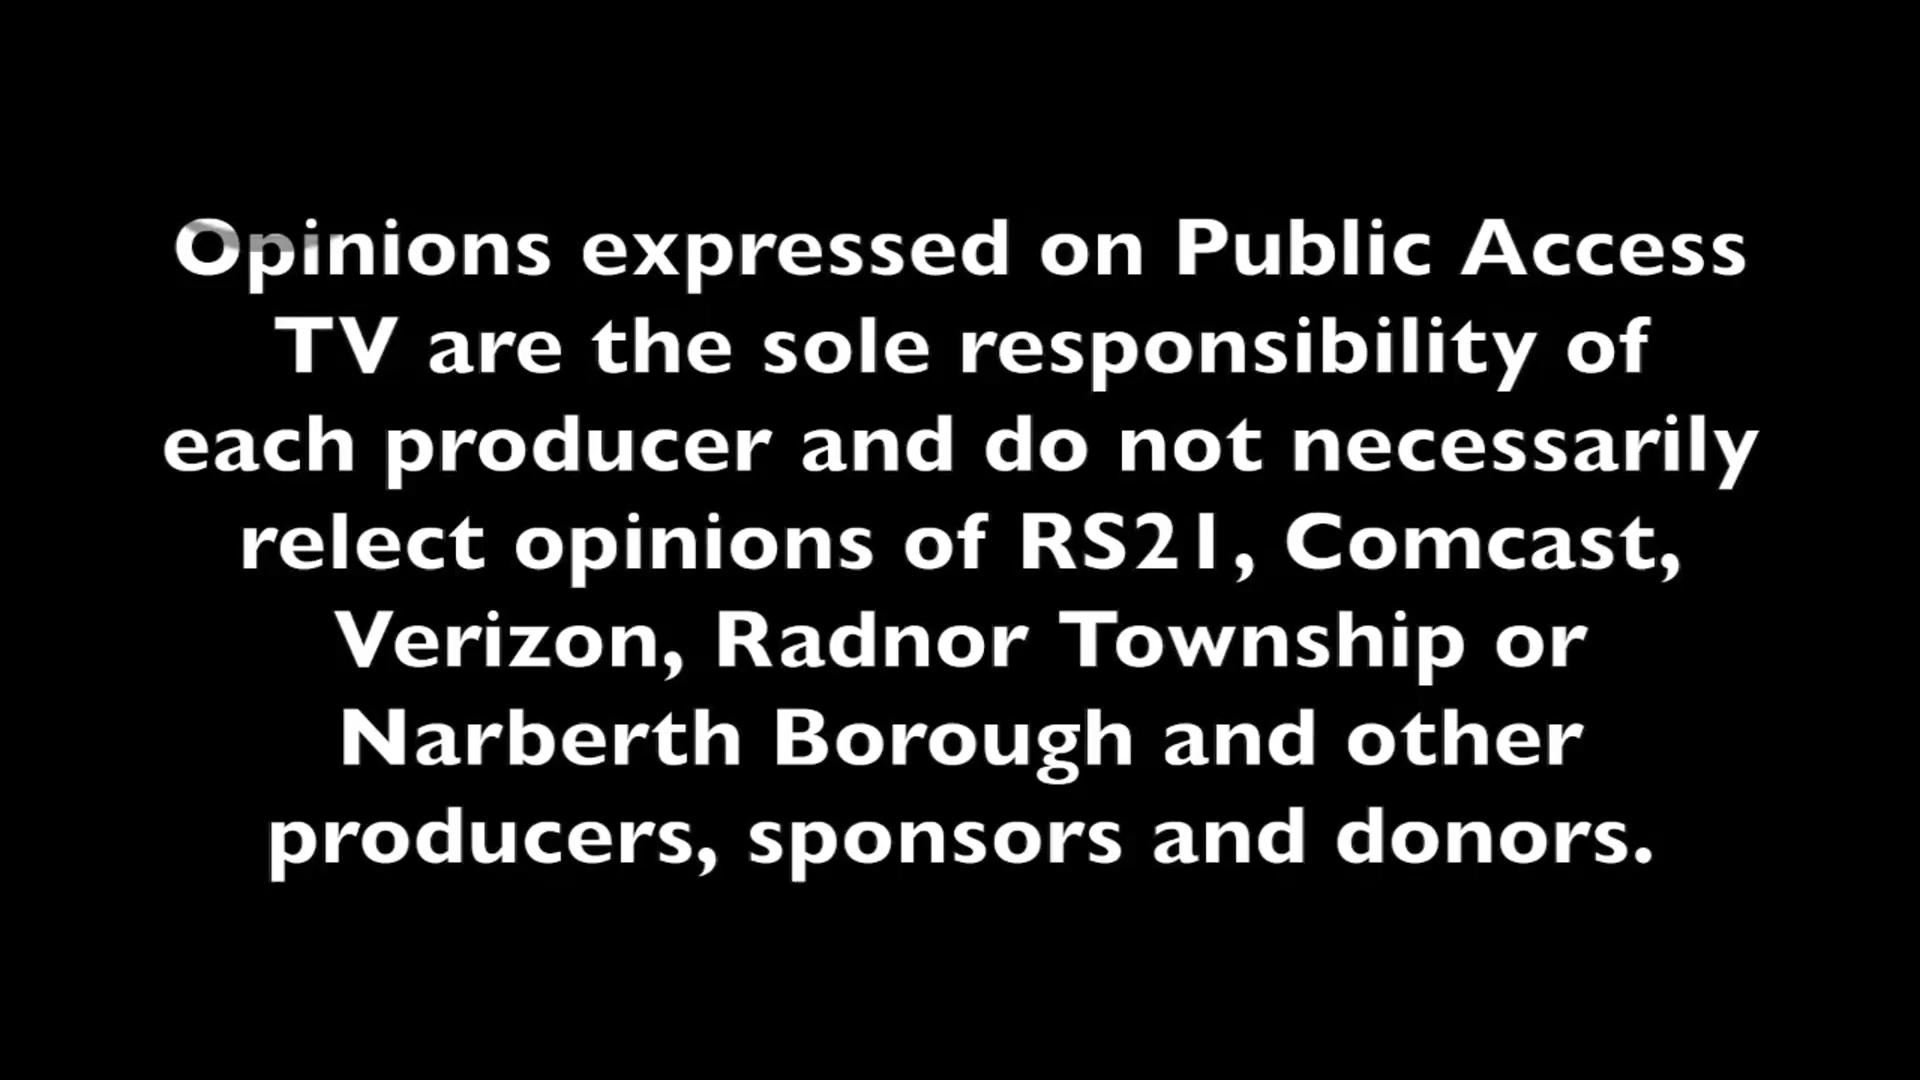 Opinions expressed on Public Access
TV are the sole responsibility of
each producer and do not necessarily
relect opinions of RS21, Comcast,
Verizon, Radnor Township or
Narberth Borough and other
producers, sponsors and donors.